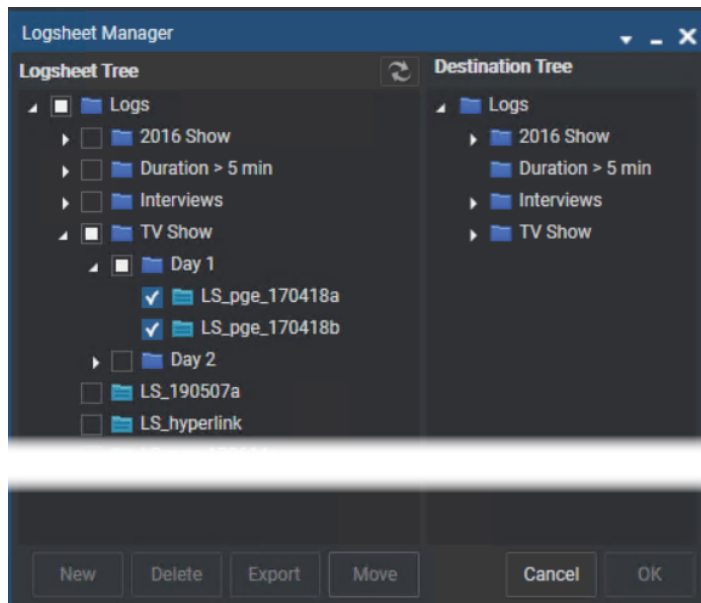 Logsheet Manager
Logsheet Tree
Logs
2016 Show
Duration > 5 min
Interviews
TV Show
Day 1
LS_pge_170418a
LS_pge_170418b
Day 2
LS_190507a
LS_hyperlink
Destination Tree
Logs
2016 Show
Duration > 5 min
Interviews
TV Show
New Delete Export Move Cancel OK